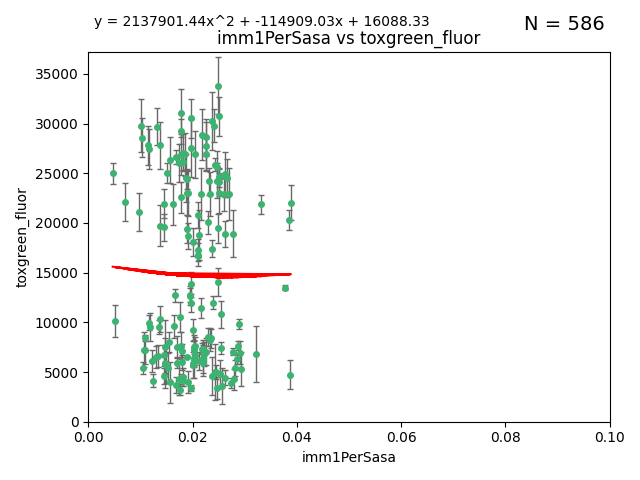 y = 2137901.44x^2 + -114909.03x + 16088.33
N = 586
imm1PerSasa vs toxgreen_fluor
35000
30000
25000
20000
15000
10000
5000
0
toxgreen_fluor
0.00 0.02 0.04 0.06 0.08 0.10
imm1PerSasa